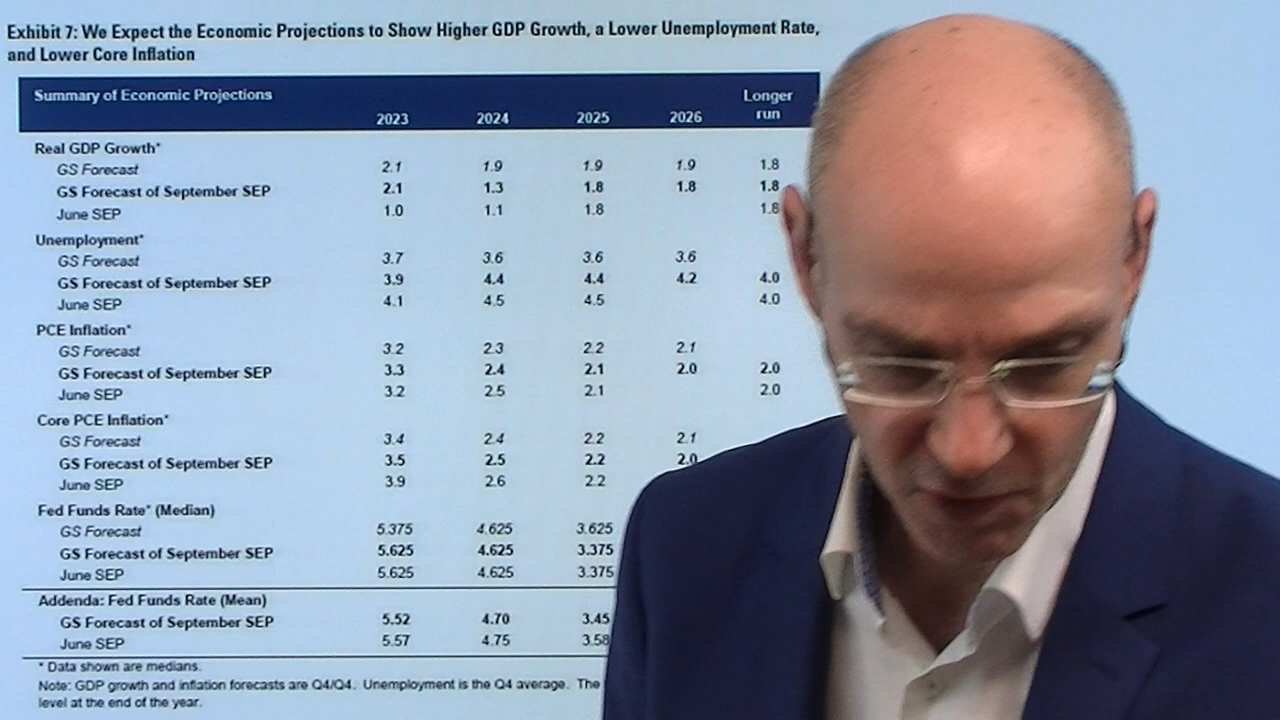 Exhibit 7: We Expect the Economic Projections to Show Higher GDP Growth, a Lower Unemployment Rate,
and Lower Core Inflation
Summary of Economic Projections 2023 2024 2025 2026 Longer run
Real GDP Growth*
GS Forecast 2.1 1.9 1.9 1.9 1.8
GS Forecast of September SEP 2.1 1.3 1.8 1.8 1.8
June SEP 1.0 1.1 1.8 1.8
Unemployment*
GS Forecast 3.7 3.6 3.6 3.6
GS Forecast of September SEP 3.9 4.4 4.4 4.2 4.0
June SEP 4.1 4.5 4.5 4.0
PCE Inflation*
GS Forecast 3.2 2.3 2.2 2.1
GS Forecast of September SEP 3.3 2.4 2.1 2.0 2.0
June SEP 3.2 2.5 2.1 2.0
Core PCE Inflation*
GS Forecast 3.4 2.4 2.2 2.1
GS Forecast of September SEP 3.5 2.5 2.2 2.0
June SEP 3.9 2.6 2.2
Fed Funds Rate* (Median)
GS Forecast 5.375 4.625 3.625
GS Forecast of September SEP 5.625 4.625 3.375
June SEP 5.625 4.625 3.375
Addenda: Fed Funds Rate (Mean)
GS Forecast of September SEP 5.52 4.70 3.45
June SEP 5.57 4.75 3.58
* Data shown are medians.
Note: GDP growth and inflation forecasts are Q4/Q4. Unemployment is the Q4 average. The
level at the end of the year.